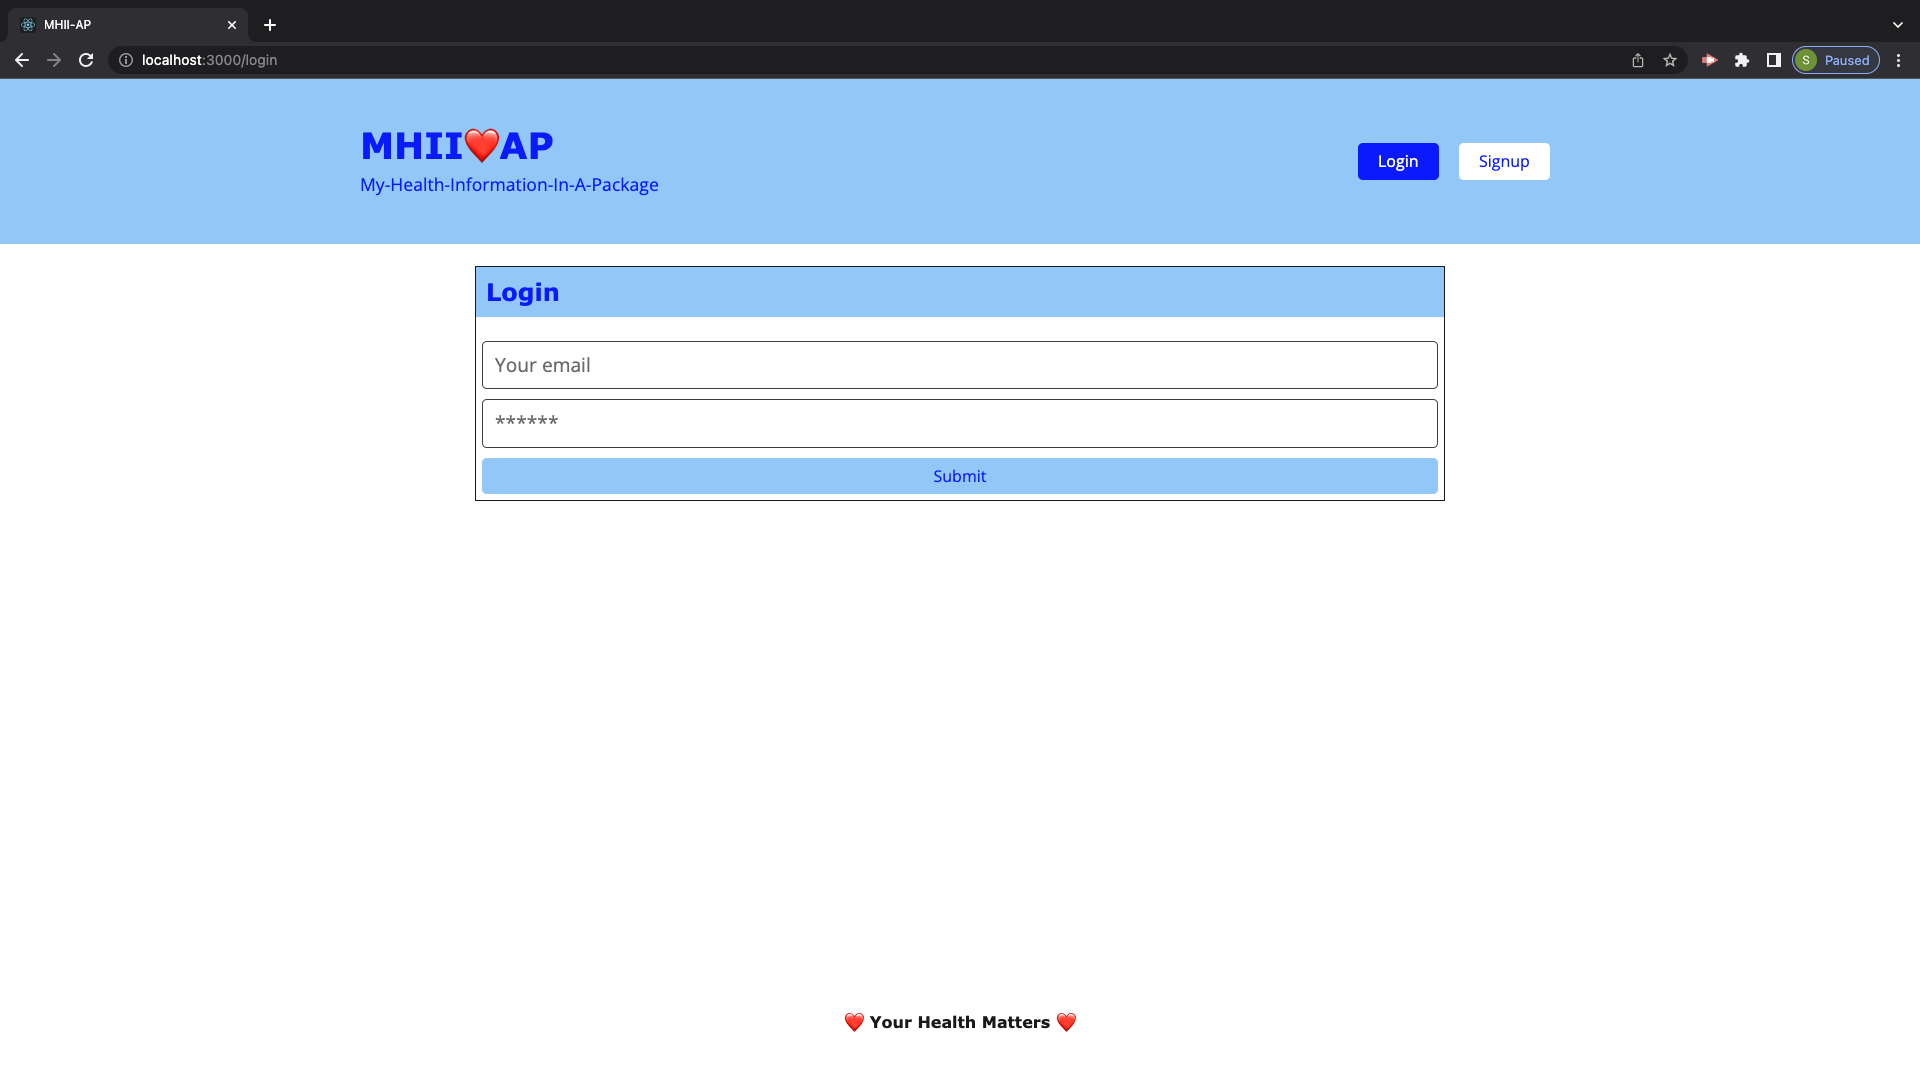 MHII-AP
localhost:3000/login
S Paused
MHII❤️AP
My-Health-Information-In-A-Package
Login Signup
Login
Your email
******
Submit
❤️ Your Health Matters ❤️